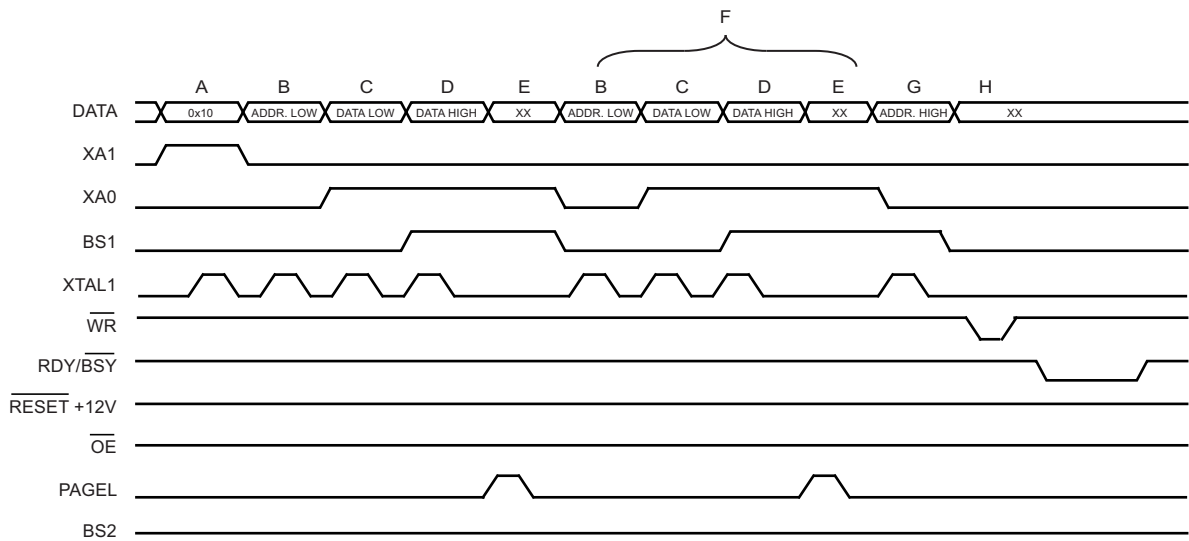 F
A B C D E B C D E G H
DATA 0x10 ADDR. LOW DATA LOW DATA HIGH XX ADDR. LOW DATA LOW DATA HIGH XX ADDR. HIGH XX
XA1
XA0
BS1
XTAL1
WR
RDY/BSY
RESET +12V
OE
PAGEL
BS2